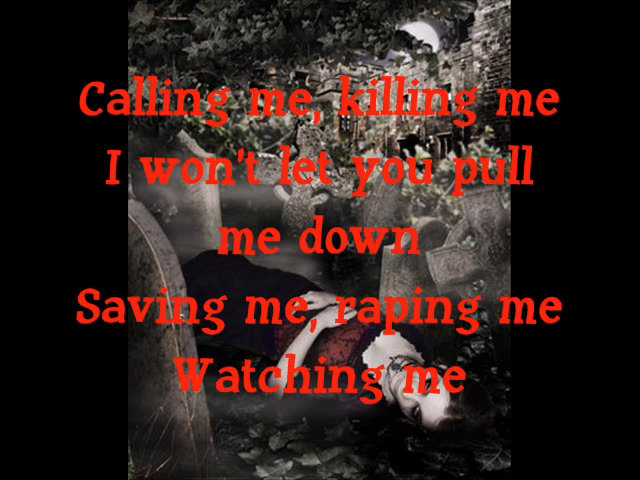 Calling me, killing me
I won't let you pull
me down
Saving me, raping me
Watching me